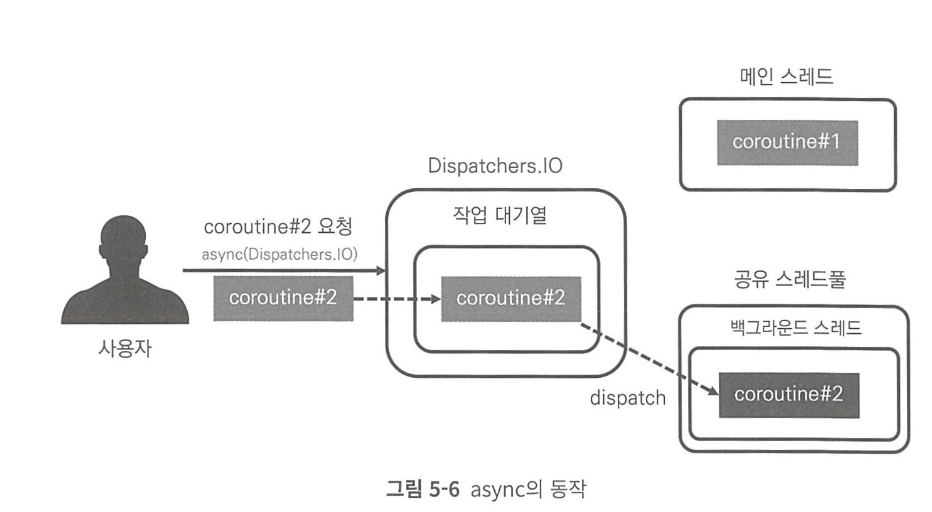 메인 스레드
coroutine#1
Dispatchers.IO
작업 대기열
coroutine#2 요청
async(Dispatchers.IO)
coroutine#2
coroutine#2
사용자
공유 스레드풀
백그라운드 스레드
coroutine#2
dispatch
그림 5-6 async의 동작